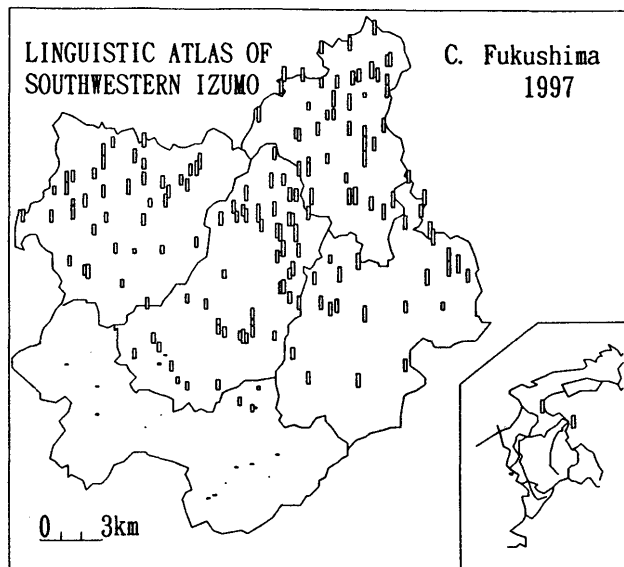 LINGUISTIC ATLAS OF
SOUTHWESTERN IZUMO
C. Fukushima
1997
0 3km